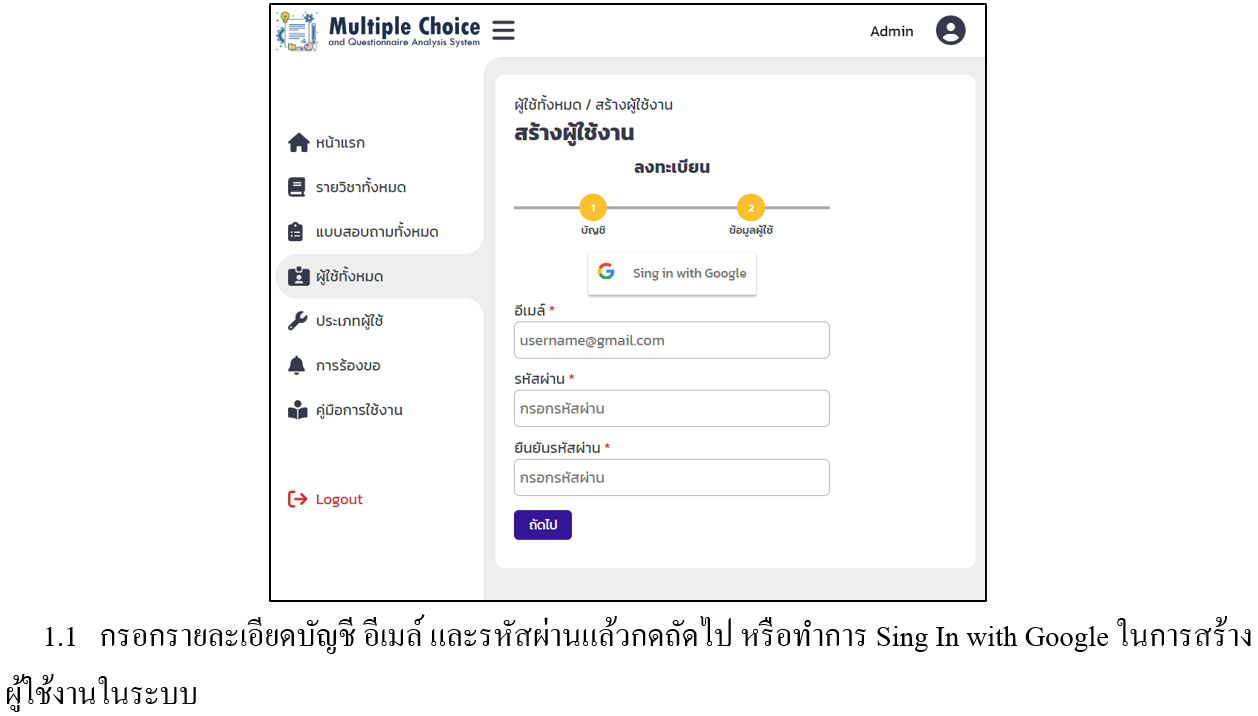 Multiple Choice
and Questionnaire Analysis System
Admin
หน้าแรก
รายวิชาทั้งหมด
แบบสอบถามทั้งหมด
ผู้ใช้ทั้งหมด
ประเภทผู้ใช้
การร้องขอ
คู่มือการใช้งาน
Logout
ผู้ใช้ทั้งหมด / สร้างผู้ใช้งาน
สร้างผู้ใช้งาน
ลงทะเบียน
1 2
บัญชี ข้อมูลผู้ใช้
Sing in with Google
อีเมล์ *
username@gmail.com
รหัสผ่าน *
กรอกรหัสผ่าน
ยืนยันรหัสผ่าน *
กรอกรหัสผ่าน
ถัดไป
1.1 กรอกรายละเอียดบัญชี อีเมล์ และรหัสผ่านแล้วกดถัดไป หรือทำการ Sing In with Google ในการสร้าง
ผู้ใช้งานในระบบ